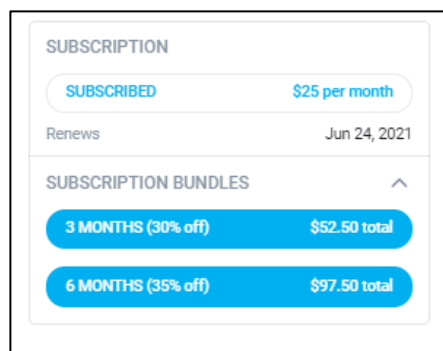 SUBSCRIPTION
SUBSCRIBED $25 per month
Renews Jun 24, 2021
SUBSCRIPTION BUNDLES
3 MONTHS (30% off) $52.50 total
6 MONTHS (35% off) $97.50 total